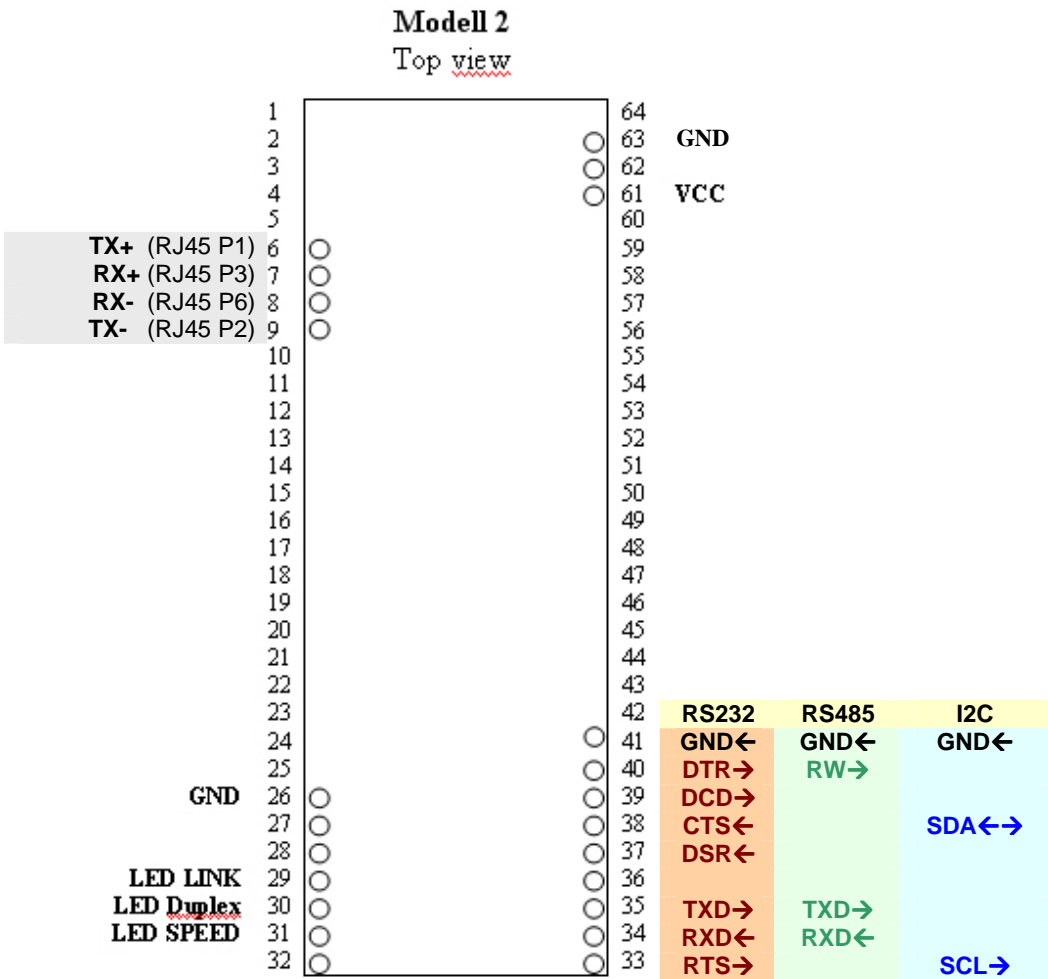 Modell 2
Top view
1 64
2 63 GND
3 62
4 61 VCC
5 60
TX+ (RJ45 P1) 6 59
RX+ (RJ45 P3) 7 58
RX- (RJ45 P6) 8 57
TX- (RJ45 P2) 9 56
10 55
11 54
12 53
13 52
14 51
15 50
16 49
17 48
18 47
19 46
20 45
21 44
22 43
23 42 RS232 RS485 I2C
24 41 GND← GND← GND←
25 40 DTR→ RW→
GND 26 39 DCD→
27 38 CTS← SDA←→
28 37 DSR←
LED LINK 29 36
LED Duplex 30 35 TXD→ TXD→
LED SPEED 31 34 RXD← RXD←
32 33 RTS→ SCL→